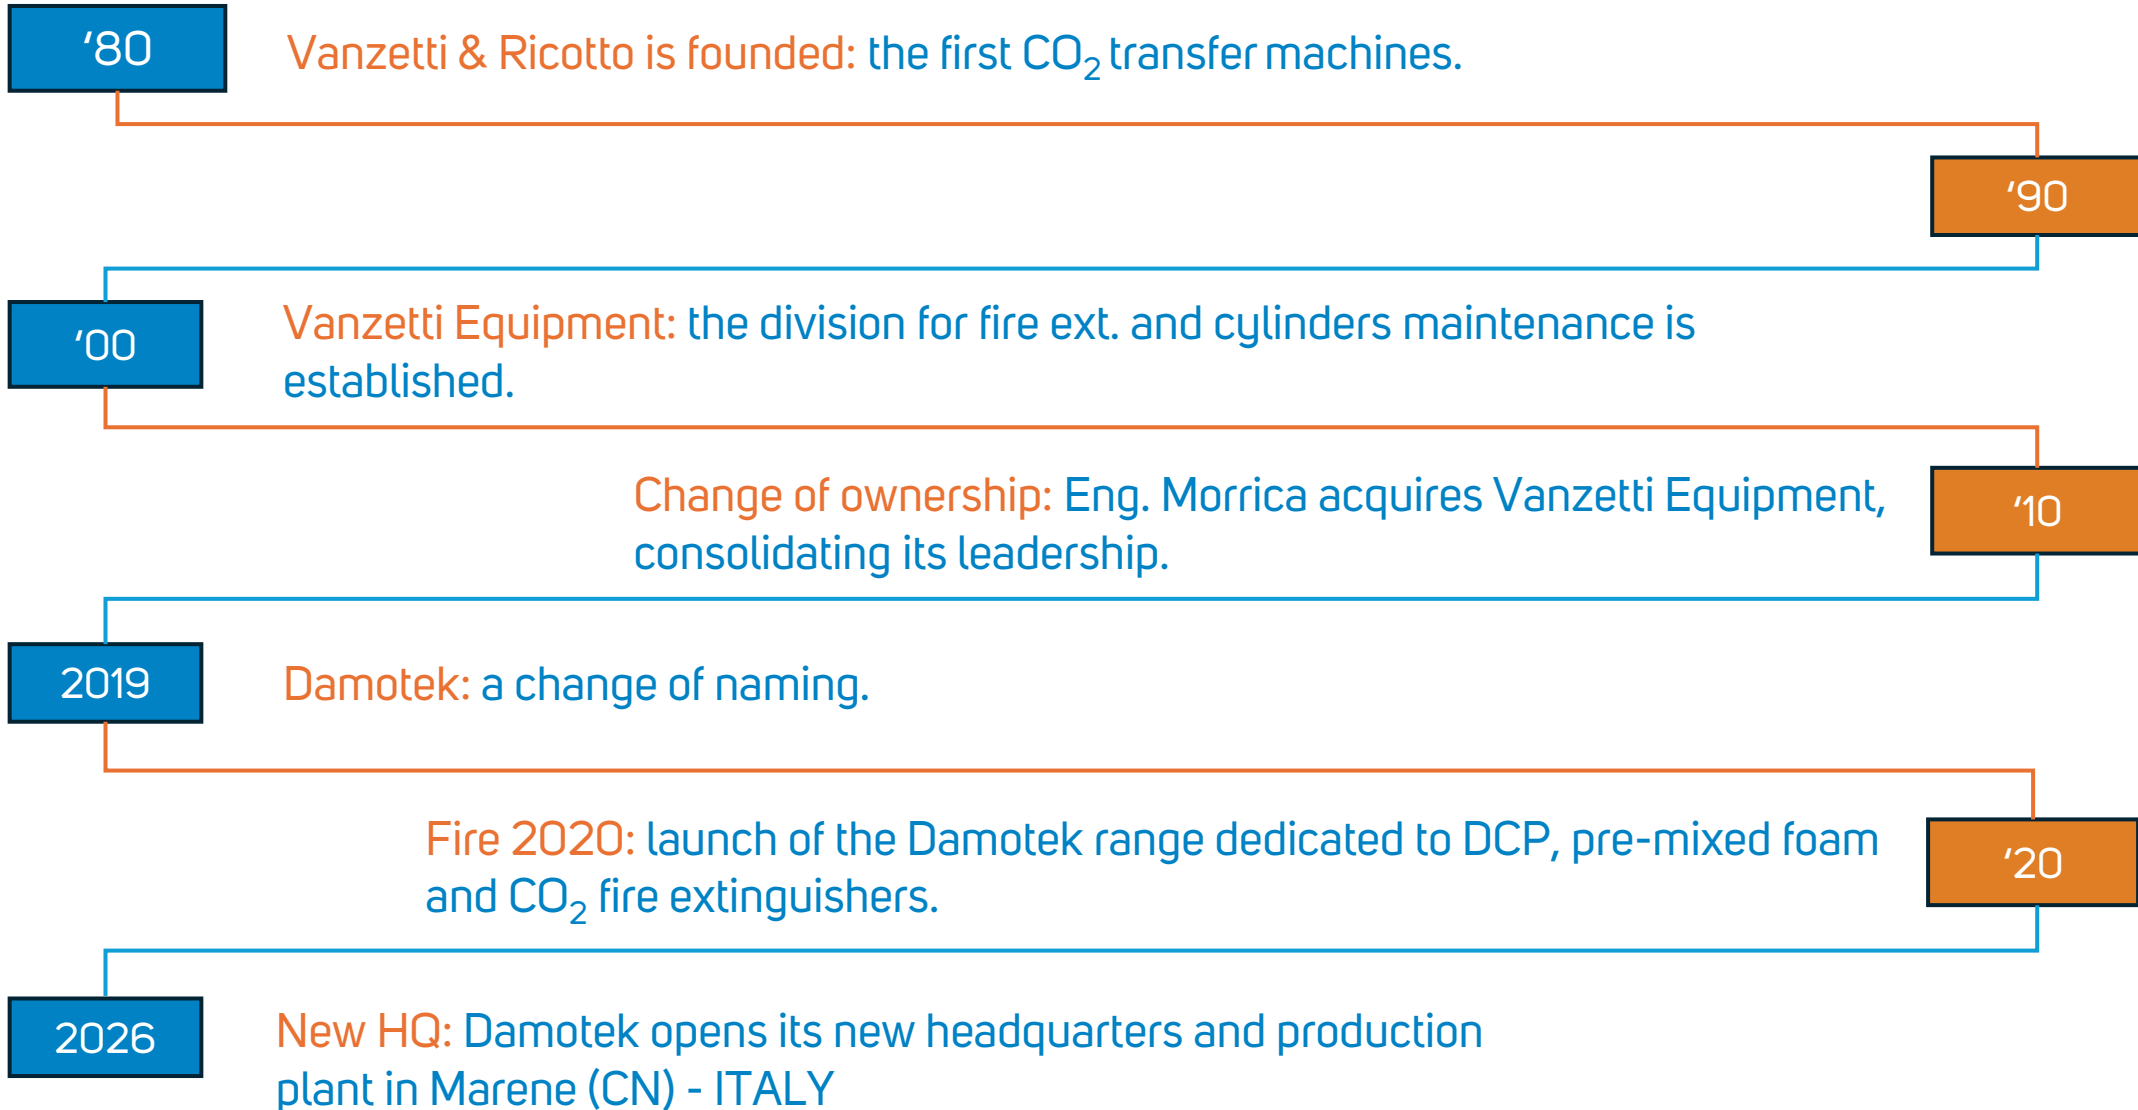 ‘80
Vanzetti & Ricotto is founded: the first CO₂ transfer machines.
‘90
‘00
Vanzetti Equipment: the division for fire ext. and cylinders maintenance is
established.
Change of ownership: Eng. Morrica acquires Vanzetti Equipment,
consolidating its leadership.
‘10
2019
Damotek: a change of naming.
Fire 2020: launch of the Damotek range dedicated to DCP, pre-mixed foam
and CO₂ fire extinguishers.
‘20
2026
New HQ: Damotek opens its new headquarters and production
plant in Marene (CN) - ITALY